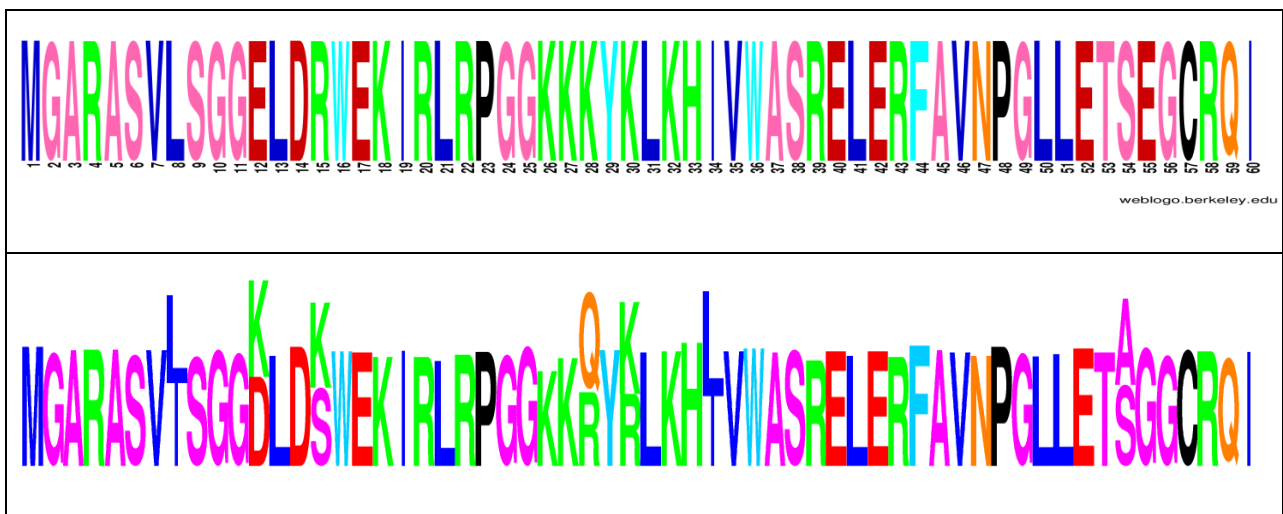 MGARASVLSGGELDRWEKIRLRPGGKKKYKLKHIVWASRELERFAVNPGLLETSEGCRQI
1 2 3 4 5 6 7 8 9 10 11 12 13 14 15 16 17 18 19 20 21 22 23 24 25 26 27 28 29 30 31 32 33 34 35 36 37 38 39 40 41 42 43 44 45 46 47 48 49 50 51 52 53 54 55 56 57 58 59 60
weblogo.berkeley.edu
L K K Q K L A
MGARASVISGGDLDSWEKIRLRPGGKKRYRLKHIVWASRELERFAVNPGLLETSGGCRQI